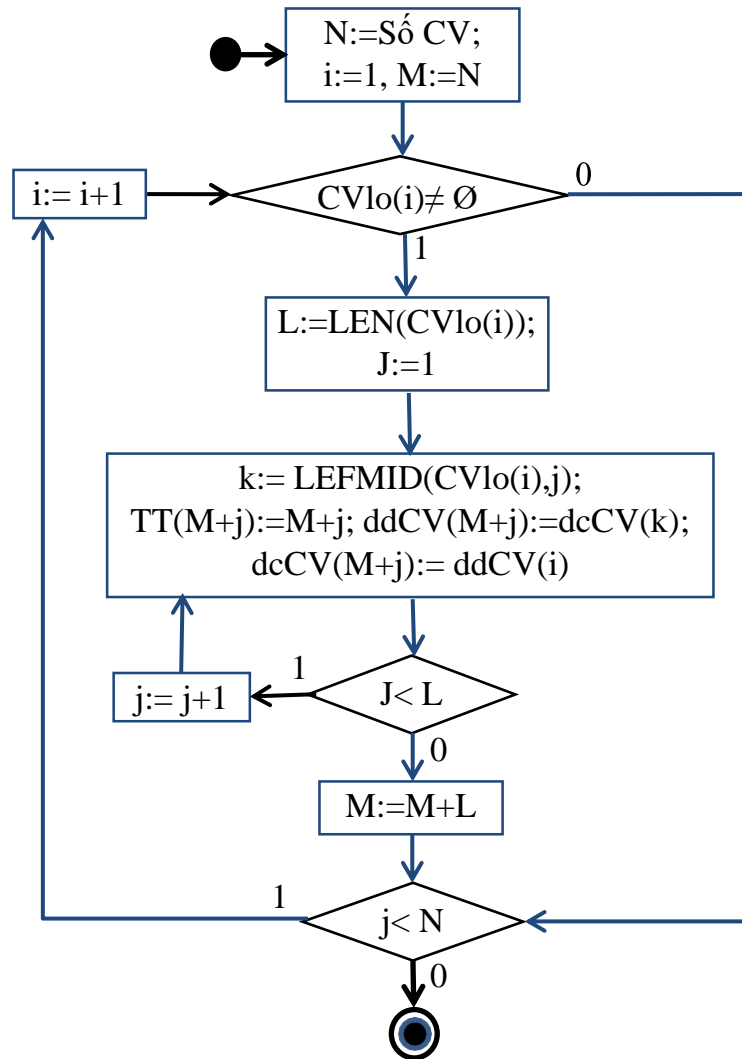 N:=Số CV;
i:=1, M:=N
i:= i+1
CVlo(i)≠ Ø
0
1
L:=LEN(CVlo(i));
J:=1
k:= LEFMID(CVlo(i),j);
TT(M+j):=M+j; ddCV(M+j):=dcCV(k);
dcCV(M+j):= ddCV(i)
j:= j+1
1
J< L
0
M:=M+L
1
j< N
0